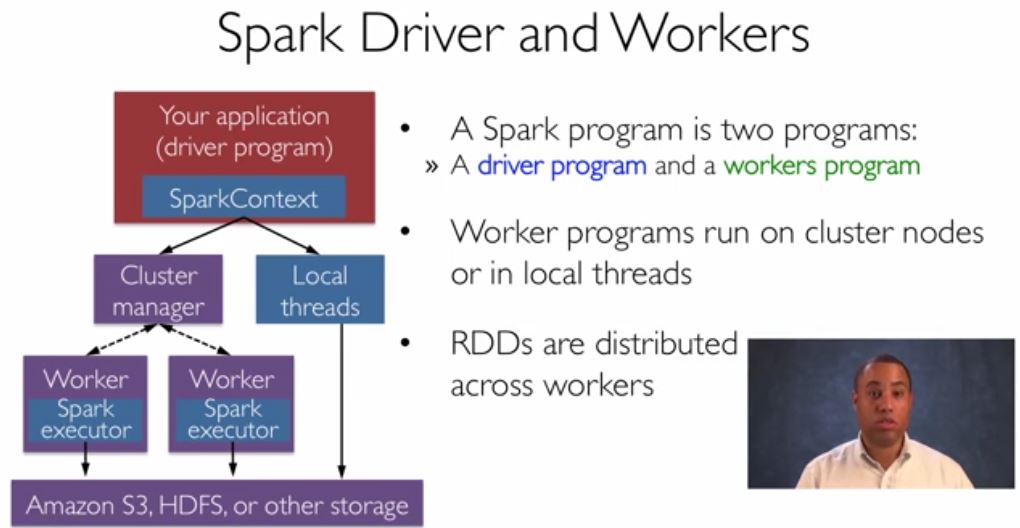 Spark Driver and Workers
Your application
(driver program)
SparkContext
Cluster
manager
Local
threads
Worker
Spark
executor
Worker
Spark
executor
Amazon S3, HDFS, or other storage
• A Spark program is two programs:
» A driver program and a workers program
• Worker programs run on cluster nodes
or in local threads
• RDDs are distributed
across workers